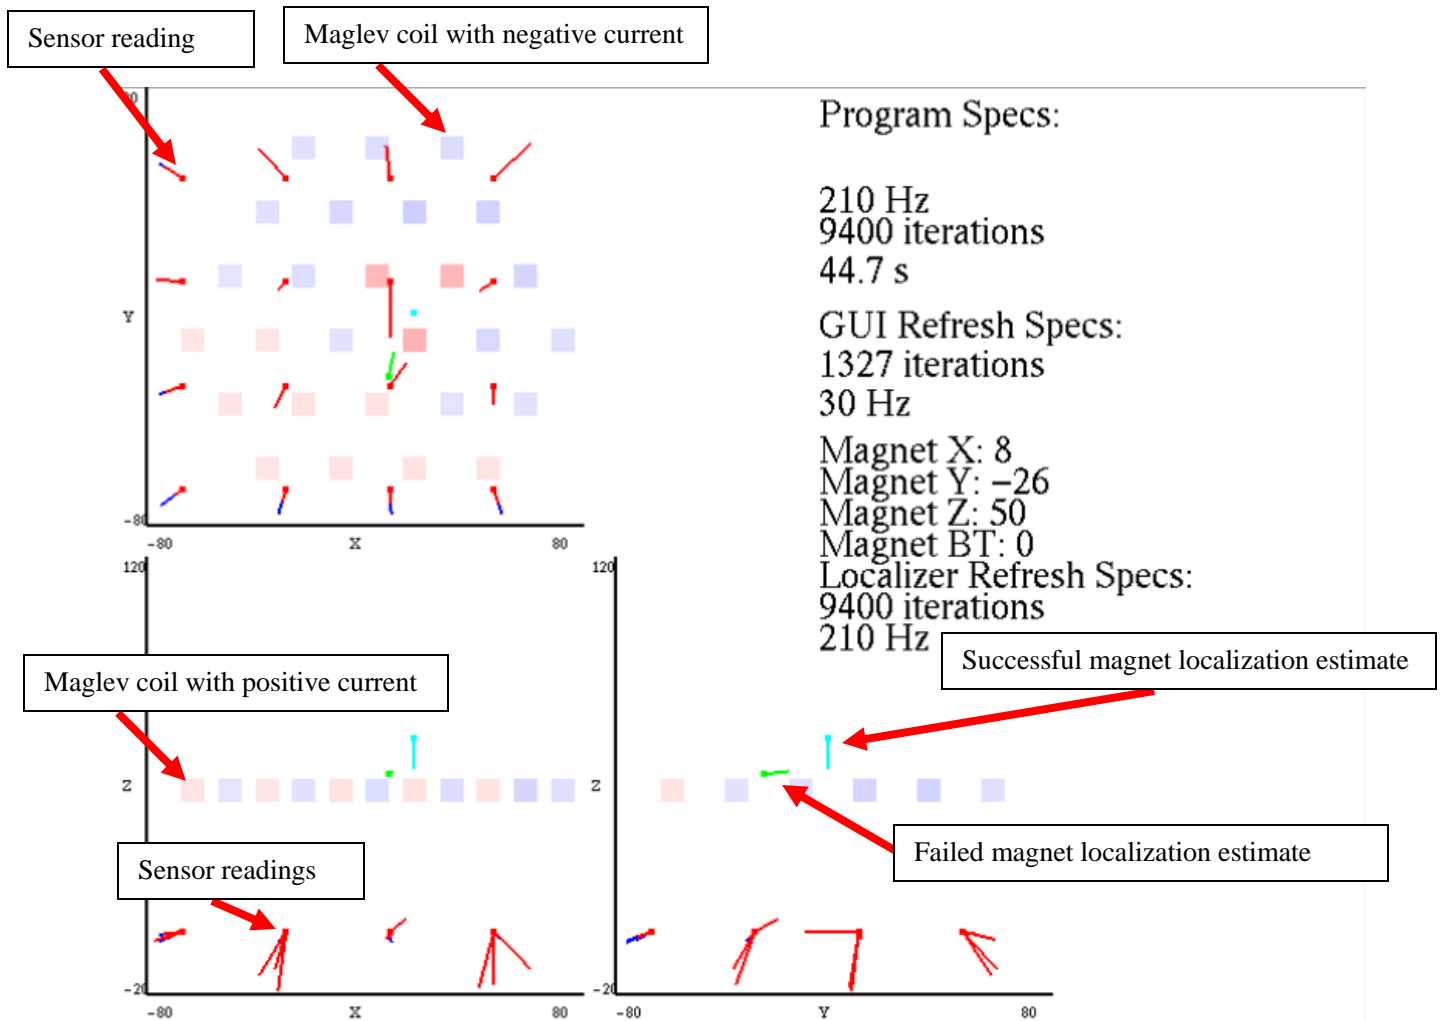 Sensor reading
Maglev coil with negative current
Program Specs:
210 Hz
9400 iterations
44.7 s
GUI Refresh Specs:
1327 iterations
30 Hz
Magnet X: 8
Magnet Y: −26
Magnet Z: 50
Magnet BT: 0
Localizer Refresh Specs:
9400 iterations
210 Hz
Y
-80
-80
X
80
Successful magnet localization estimate
Maglev coil with positive current
120
Z
-20
-80
X
80
Sensor readings
120
Z
-20
-80
Y
80
Failed magnet localization estimate